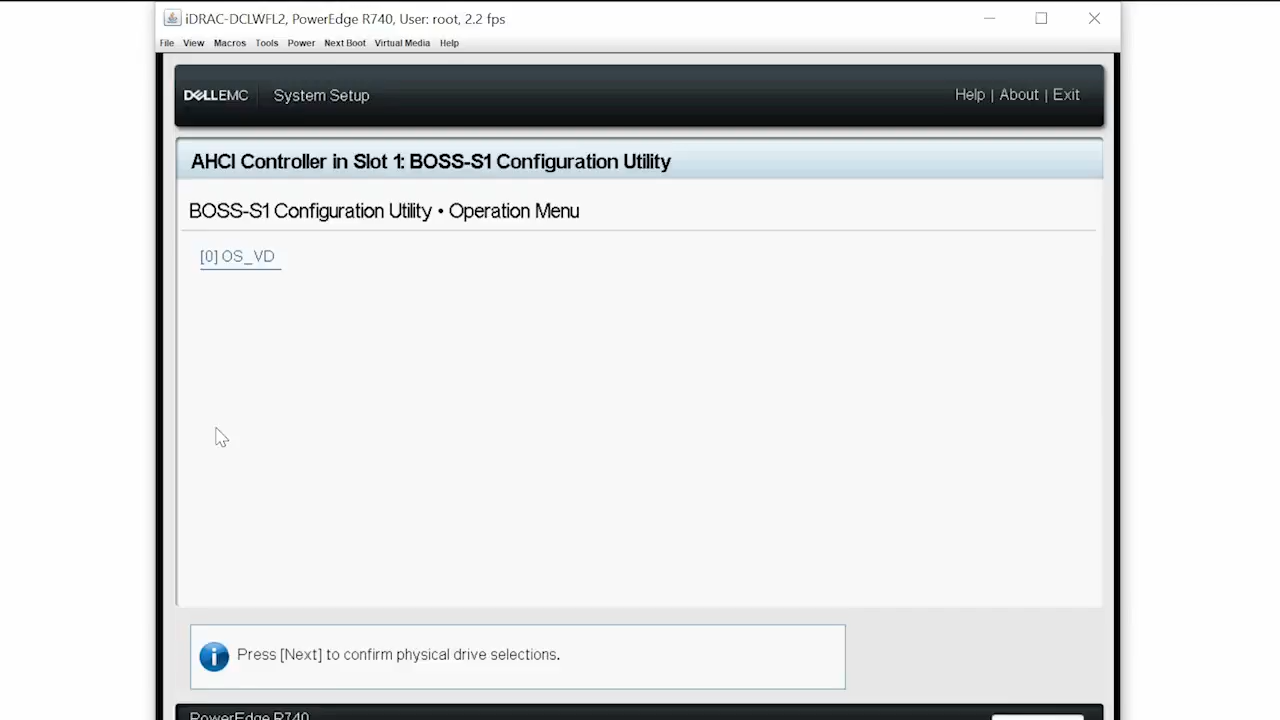 iDRAC-DCLWFL2, PowerEdge R740, User: root, 2.2 fps
File View Macros Tools Power Next Boot Virtual Media Help
DELLEMC System Setup Help | About | Exit
AHCI Controller in Slot 1: BOSS-S1 Configuration Utility
BOSS-S1 Configuration Utility • Operation Menu
[0] OS_VD
Press [Next] to confirm physical drive selections.
PowerEdge R740